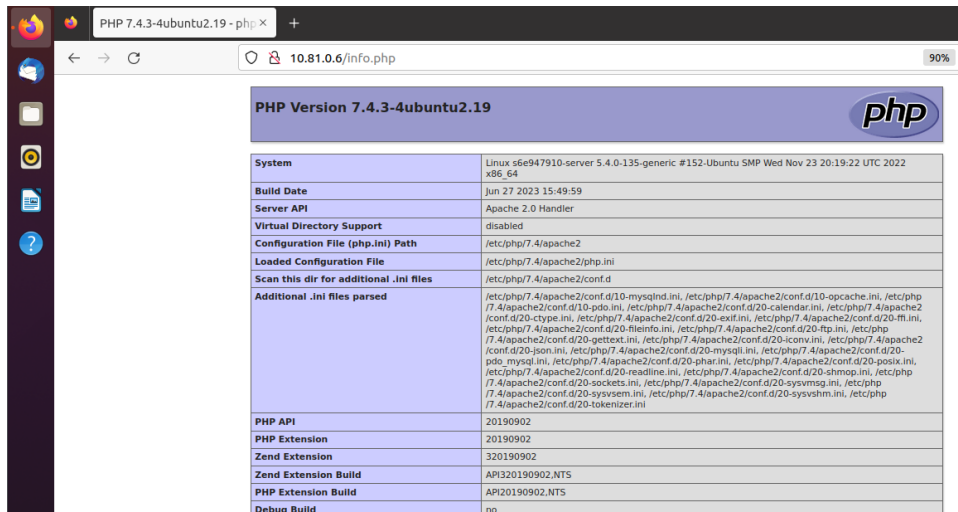 PHP 7.4.3-4ubuntu2.19 - php
10.81.0.6/info.php
90%
PHP Version 7.4.3-4ubuntu2.19
php
System
Linux s6e947910-server 5.4.0-135-generic #152-Ubuntu SMP Wed Nov 23 20:19:22 UTC 2022
x86_64
Build Date
Jun 27 2023 15:49:59
Server API
Apache 2.0 Handler
Virtual Directory Support
disabled
Configuration File (php.ini) Path
/etc/php/7.4/apache2
Loaded Configuration File
/etc/php/7.4/apache2/php.ini
Scan this dir for additional .ini files
/etc/php/7.4/apache2/conf.d
Additional .ini files parsed
/etc/php/7.4/apache2/conf.d/10-mysqlnd.ini, /etc/php/7.4/apache2/conf.d/10-opcache.ini, /etc/php
/7.4/apache2/conf.d/10-pdo.ini, /etc/php/7.4/apache2/conf.d/20-calendar.ini, /etc/php/7.4/apache2
/conf.d/20-ctype.ini, /etc/php/7.4/apache2/conf.d/20-exif.ini, /etc/php/7.4/apache2/conf.d/20-ffi.ini,
/etc/php/7.4/apache2/conf.d/20-fileinfo.ini, /etc/php/7.4/apache2/conf.d/20-ftp.ini, /etc/php
/7.4/apache2/conf.d/20-gettext.ini, /etc/php/7.4/apache2/conf.d/20-iconv.ini, /etc/php/7.4/apache2
/conf.d/20-json.ini, /etc/php/7.4/apache2/conf.d/20-mysqli.ini, /etc/php/7.4/apache2/conf.d/20-
pdo_mysql.ini, /etc/php/7.4/apache2/conf.d/20-phar.ini, /etc/php/7.4/apache2/conf.d/20-posix.ini,
/etc/php/7.4/apache2/conf.d/20-readline.ini, /etc/php/7.4/apache2/conf.d/20-shmop.ini, /etc/php
/7.4/apache2/conf.d/20-sockets.ini, /etc/php/7.4/apache2/conf.d/20-sysvmsg.ini, /etc/php
/7.4/apache2/conf.d/20-sysvsem.ini, /etc/php/7.4/apache2/conf.d/20-sysvshm.ini, /etc/php
/7.4/apache2/conf.d/20-tokenizer.ini
PHP API
20190902
PHP Extension
20190902
Zend Extension
320190902
Zend Extension Build
API320190902,NTS
PHP Extension Build
API20190902,NTS
Debug Build
no